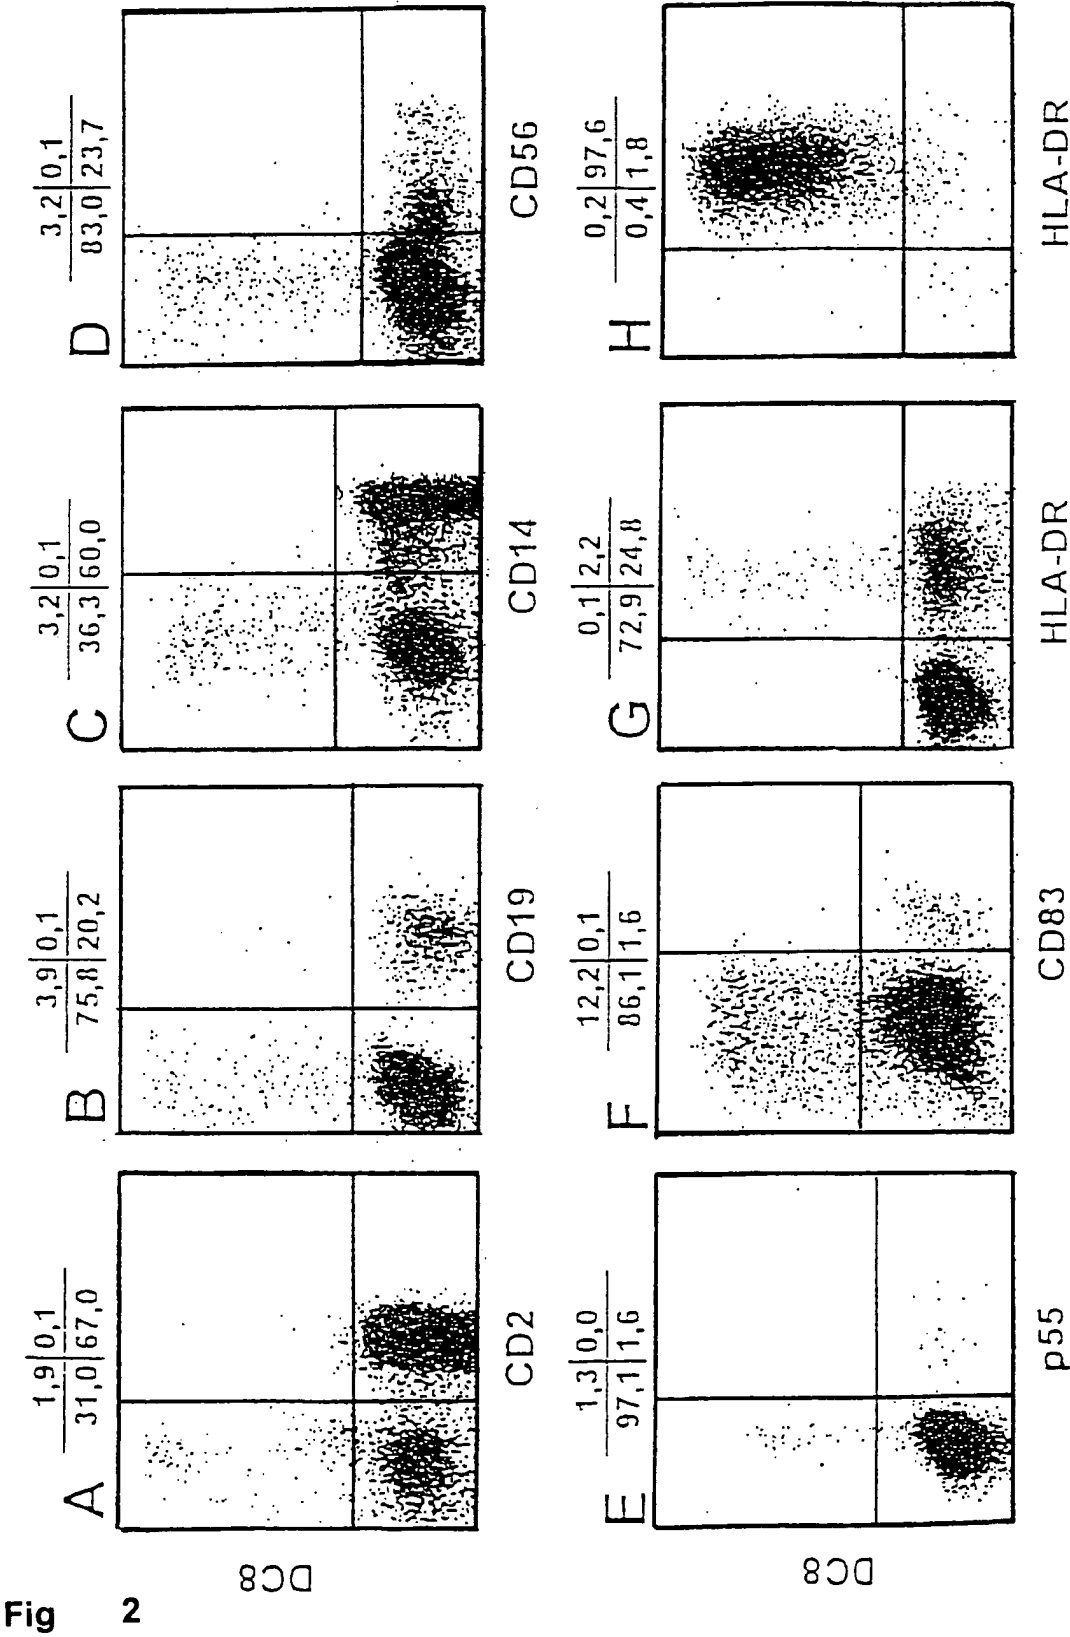 Fig 2
DC8
A
1,9|0,1
31,0|67,0
CD2
B
3,9|0,1
75,8|20,2
CD19
C
3,2|0,1
36,3|60,0
CD14
D
3,2|0,1
83,0|23,7
CD56
DC8
E
1,3|0,0
97,1|1,6
p55
F
12,2|0,1
86,1|1,6
CD83
G
0,1|2,2
72,9|24,8
HLA-DR
H
0,2|97,6
0,4|1,8
HLA-DR